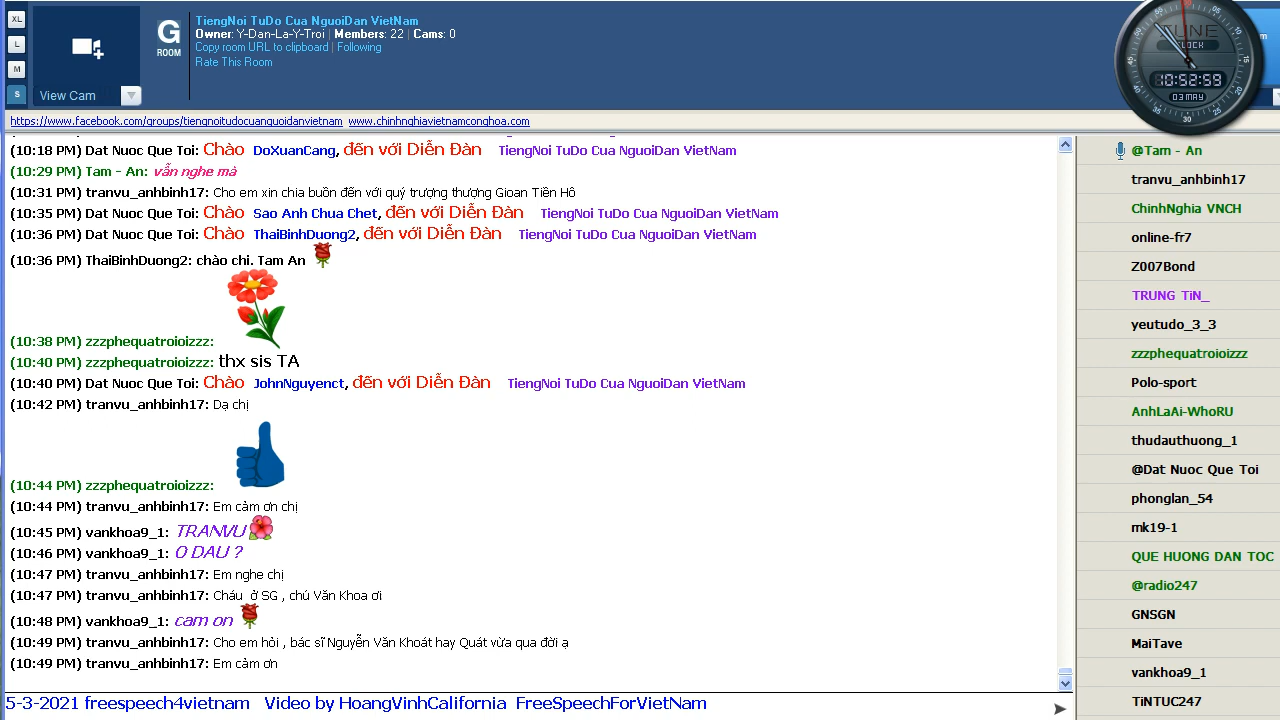 XL
L
M
S
View Cam
G
ROOM
TiengNoi TuDo Cua NguoiDan VietNam
Owner: Y-Dan-La-Y-Troi | Members: 22 | Cams: 0
Copy room URL to clipboard | Following
Rate This Room
CLOCK
10:52:59
03 MAY
https://www.facebook.com/groups/tiengnoitudocuanguoidanvietnam www.chinhnghiavietnamconghoa.com
(10:18 PM) Dat Nuoc Que Toi: Chào DoXuanCang, đến với Diễn Đàn TiengNoi TuDo Cua NguoiDan VietNam
(10:29 PM) Tam - An: vẫn nghe mà
(10:31 PM) tranvu_anhbinh17: Cho em xin chia buồn đến với quý trượng thượng Gioan Tiền Hô
(10:35 PM) Dat Nuoc Que Toi: Chào Sao Anh Chua Chet, đến với Diễn Đàn TiengNoi TuDo Cua NguoiDan VietNam
(10:36 PM) Dat Nuoc Que Toi: Chào ThaiBinhDuong2, đến với Diễn Đàn TiengNoi TuDo Cua NguoiDan VietNam
(10:36 PM) ThaiBinhDuong2: chào chi. Tam An
(10:38 PM) zzzphequatroioizzz:
(10:40 PM) zzzphequatroioizzz: thx sis TA
(10:40 PM) Dat Nuoc Que Toi: Chào JohnNguyenct, đến với Diễn Đàn TiengNoi TuDo Cua NguoiDan VietNam
(10:42 PM) tranvu_anhbinh17: Dạ chị
(10:44 PM) zzzphequatroioizzz:
(10:44 PM) tranvu_anhbinh17: Em cảm ơn chị
(10:45 PM) vankhoa9_1: TRANVU
(10:46 PM) vankhoa9_1: O DAU ?
(10:47 PM) tranvu_anhbinh17: Em nghe chị
(10:47 PM) tranvu_anhbinh17: Cháu ở SG , chú Văn Khoa ơi
(10:48 PM) vankhoa9_1: cam on
(10:49 PM) tranvu_anhbinh17: Cho em hỏi , bác sĩ Nguyễn Văn Khoát hay Quát vừa qua đời ạ
(10:49 PM) tranvu_anhbinh17: Em cảm ơn
5-3-2021 freespeech4vietnam Video by HoangVinhCalifornia FreeSpeechForVietNam
@Tam - An
tranvu_anhbinh17
ChinhNghia VNCH
online-fr7
Z007Bond
TRUNG TiN_
yeutudo_3_3
zzzphequatroioizzz
Polo-sport
AnhLaAi-WhoRU
thudauthuong_1
@Dat Nuoc Que Toi
phonglan_54
mk19-1
QUE HUONG DAN TOC
@radio247
GNSGN
MaiTave
vankhoa9_1
TiNTUC247